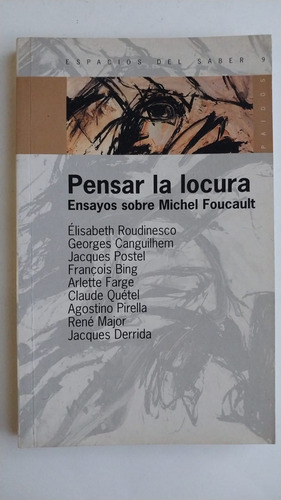 ESPACIOS DEL SABER 9
PAIDÓS
Pensar la locura
Ensayos sobre Michel Foucault
Élisabeth Roudinesco
Georges Canguilhem
Jacques Postel
François Bing
Arlette Farge
Claude Quétel
Agostino Pirella
René Major
Jacques Derrida